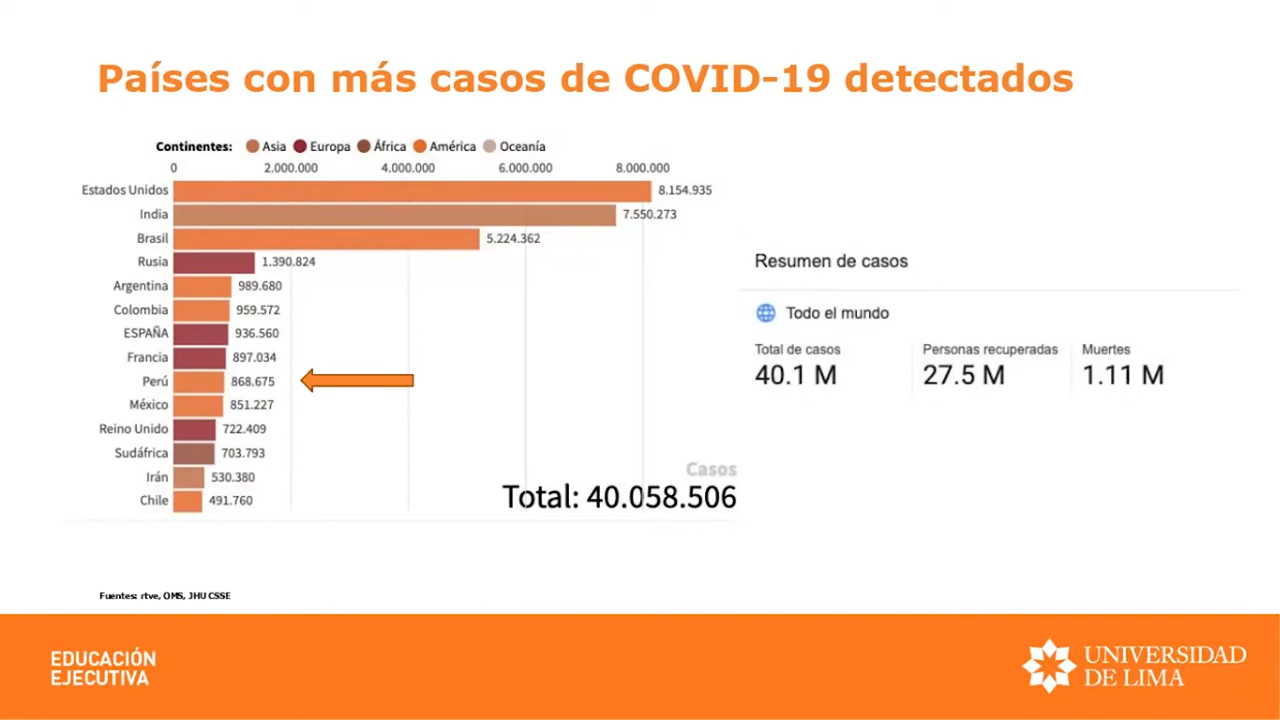 Países con más casos de COVID-19 detectados
Continentes: Asia Europa África América Oceanía
0 2.000.000 4.000.000 6.000.000 8.000.000
Estados Unidos 8.154.935
India 7.550.273
Brasil 5.224.362
Rusia 1.390.824
Argentina 989.680
Colombia 959.572
ESPAÑA 936.560
Francia 897.034
Perú 868.675
México 851.227
Reino Unido 722.409
Sudáfrica 703.793
Irán 530.380
Chile 491.760
Casos
Total: 40.058.506
Resumen de casos
Todo el mundo
Total de casos Personas recuperadas Muertes
40.1 M 27.5 M 1.11 M
Fuentes: rtve, OMS, JHU CSSE
EDUCACIÓN
EJECUTIVA
UNIVERSIDAD
DE LIMA